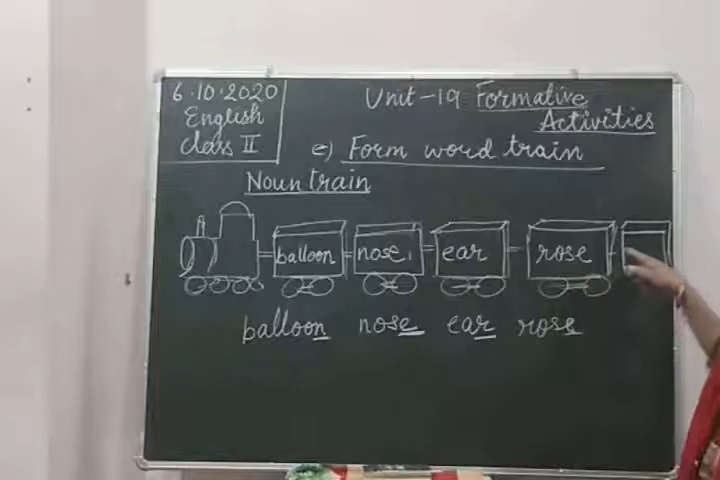 6.10.2020
English
Class II
Unit-19 Formative
Activities
e) Form word train
Noun train
balloon nose, ear rose
balloon nose ear rose